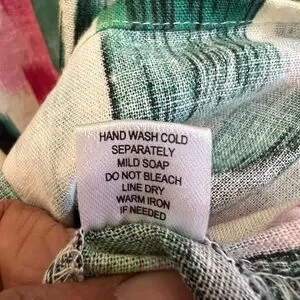 HAND WASH COLD
SEPARATELY
MILD SOAP
DO NOT BLEACH
LINE DRY
WARM IRON
IF NEEDED